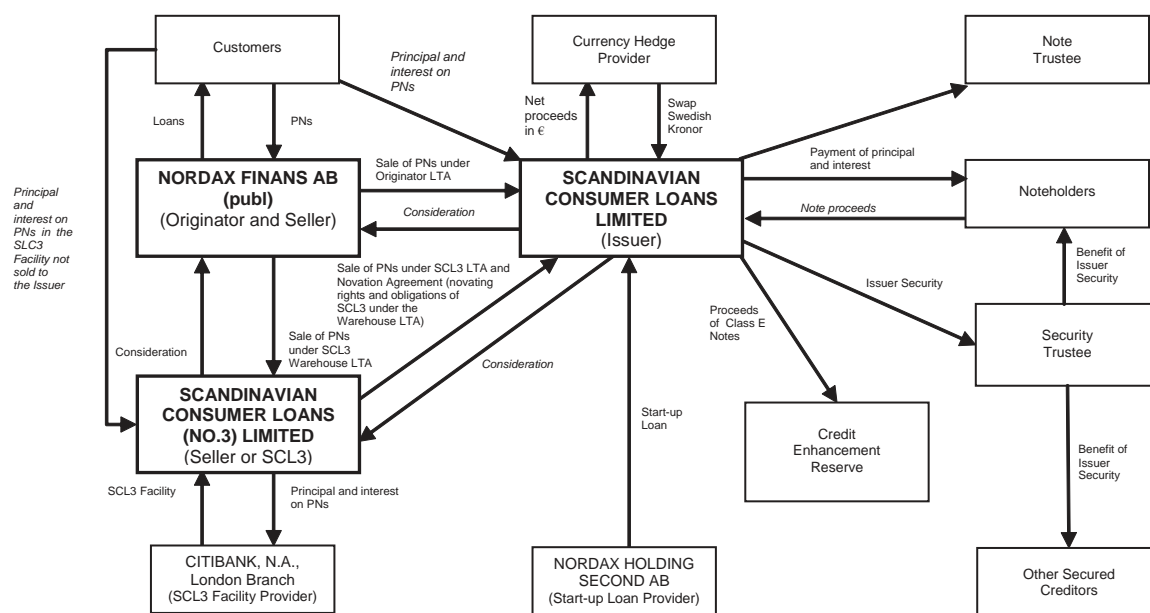 Customers
Currency Hedge
Provider
Note
Trustee
Principal and
interest on
PNs
Loans
PNs
Net
proceeds
in €
Swap
Swedish
Kronor
Principal
and
interest on
PNs in the
SLC3
Facility not
sold to
the Issuer
NORDAX FINANS AB
(publ)
(Originator and Seller)
Sale of PNs under
Originator LTA
Consideration
SCANDINAVIAN
CONSUMER LOANS
LIMITED
(Issuer)
Payment of principal
and interest
Note proceeds
Noteholders
Benefit of
Issuer
Security
Issuer Security
Sale of PNs under SCL3 LTA and
Novation Agreement (novating
rights and obligations of
SCL3 under the
Warehouse LTA)
Consideration
Sale of PNs
under SCL3
Warehouse LTA
Consideration
Proceeds
of Class E
Notes
Security
Trustee
SCANDINAVIAN
CONSUMER LOANS
(NO.3) LIMITED
(Seller or SCL3)
Start-up
Loan
Credit
Enhancement
Reserve
Benefit of
Issuer
Security
SCL3 Facility
Principal and interest
on PNs
CITIBANK, N.A.,
London Branch
(SCL3 Facility Provider)
NORDAX HOLDING
SECOND AB
(Start-up Loan Provider)
Other Secured
Creditors